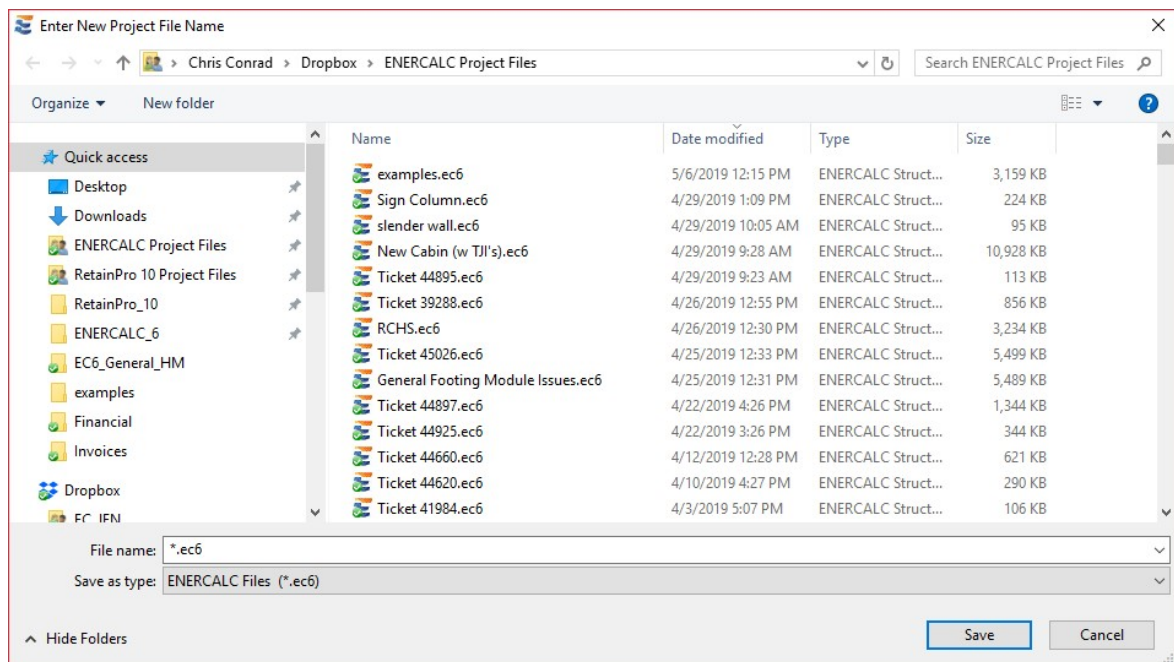 Enter New Project File Name
Chris Conrad > Dropbox > ENERCALC Project Files
Search ENERCALC Project Files
Organize New folder
Name Date modified Type Size
Quick access
Desktop
Downloads
ENERCALC Project Files
RetainPro 10 Project Files
RetainPro_10
ENERCALC_6
EC6_General_HM
examples
Financial
Invoices
Dropbox
EC_JEN
examples.ec6 5/6/2019 12:15 PM ENERCALC Struct... 3,159 KB
Sign Column.ec6 4/29/2019 1:09 PM ENERCALC Struct... 224 KB
slender wall.ec6 4/29/2019 10:05 AM ENERCALC Struct... 95 KB
New Cabin (w TJI's).ec6 4/29/2019 9:28 AM ENERCALC Struct... 10,928 KB
Ticket 44895.ec6 4/29/2019 9:23 AM ENERCALC Struct... 113 KB
Ticket 39288.ec6 4/26/2019 12:55 PM ENERCALC Struct... 856 KB
RCHS.ec6 4/26/2019 12:30 PM ENERCALC Struct... 3,234 KB
Ticket 45026.ec6 4/25/2019 12:33 PM ENERCALC Struct... 5,499 KB
General Footing Module Issues.ec6 4/25/2019 12:31 PM ENERCALC Struct... 5,489 KB
Ticket 44897.ec6 4/22/2019 4:26 PM ENERCALC Struct... 1,344 KB
Ticket 44925.ec6 4/22/2019 3:26 PM ENERCALC Struct... 344 KB
Ticket 44660.ec6 4/12/2019 12:28 PM ENERCALC Struct... 621 KB
Ticket 44620.ec6 4/10/2019 4:27 PM ENERCALC Struct... 290 KB
Ticket 41984.ec6 4/3/2019 5:07 PM ENERCALC Struct... 106 KB
File name: *.ec6
Save as type: ENERCALC Files (*.ec6)
Hide Folders
Save Cancel